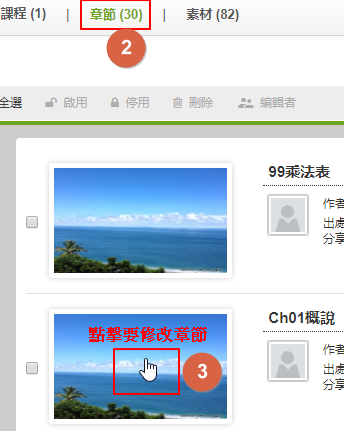 課程 (1) | 章節 (30) | 素材 (82)
2
全選 啟用 停用 刪除 編輯者
99乘法表
作者
出處
分享
Ch01概說
點擊要修改章節
3
作者
出處
分享